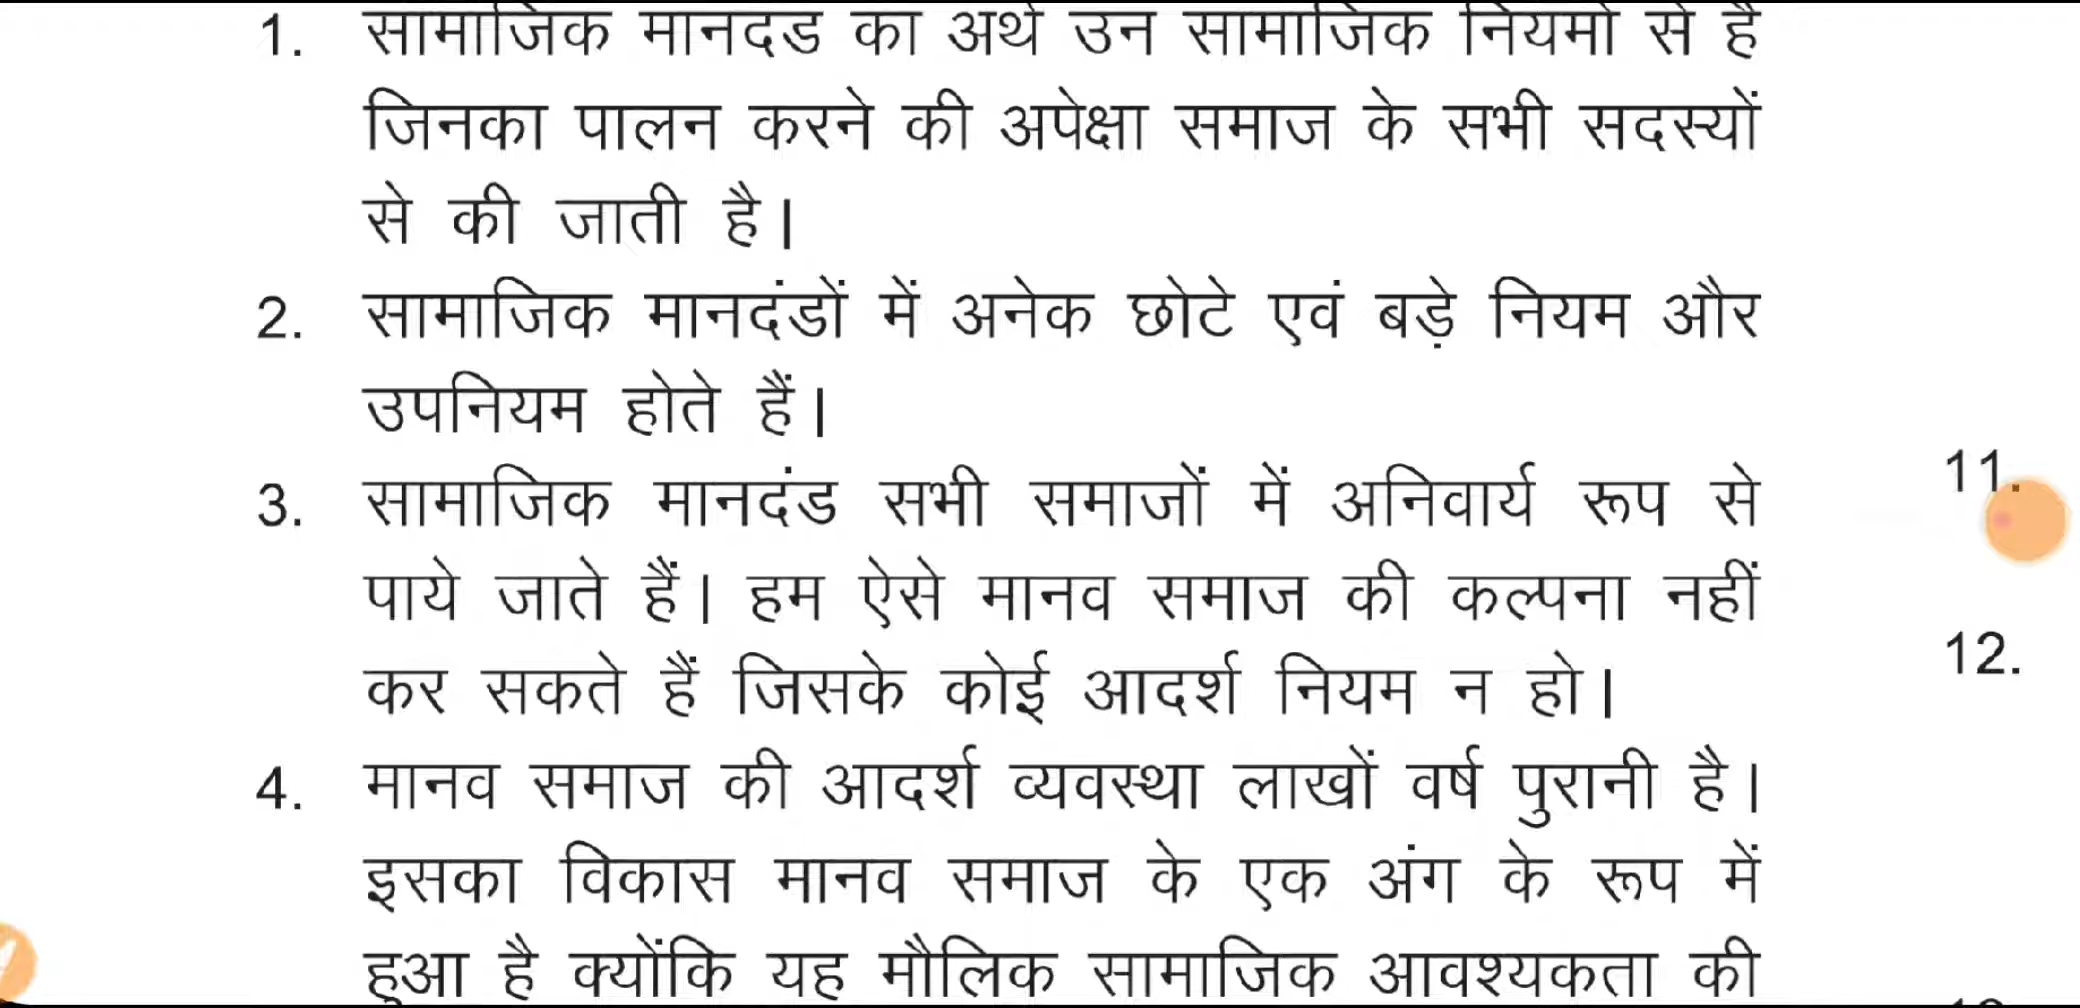 1. सामाजिक मानदंड का अर्थ उन सामाजिक नियमों से है
जिनका पालन करने की अपेक्षा समाज के सभी सदस्यों
से की जाती है।
2. सामाजिक मानदंडों में अनेक छोटे एवं बड़े नियम और
उपनियम होते हैं।
3. सामाजिक मानदंड सभी समाजों में अनिवार्य रूप से
पाये जाते हैं। हम ऐसे मानव समाज की कल्पना नहीं
कर सकते हैं जिसके कोई आदर्श नियम न हो।
4. मानव समाज की आदर्श व्यवस्था लाखों वर्ष पुरानी है।
इसका विकास मानव समाज के एक अंग के रूप में
हुआ है क्योंकि यह मौलिक सामाजिक आवश्यकता की
11.
12.